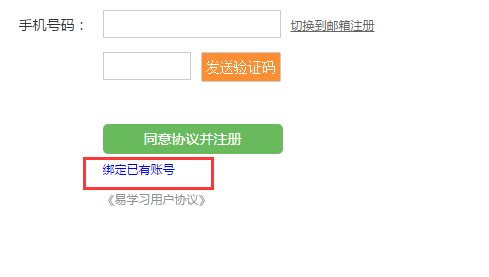 手机号码： 切换到邮箱注册
发送验证码
同意协议并注册
绑定已有账号
《易学习用户协议》